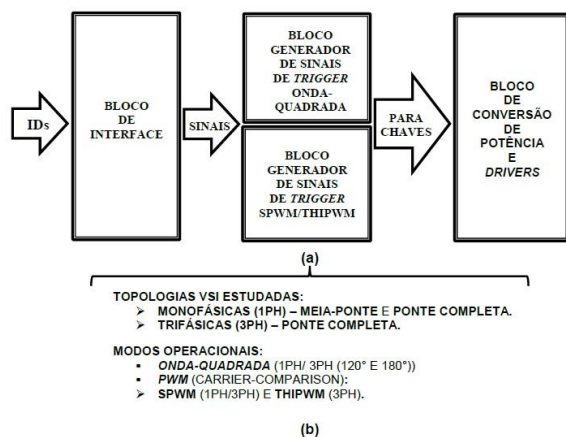 IDs
BLOCO
DE
INTERFACE
SINAIS
BLOCO
GENERADOR
DE SINAIS
DE TRIGGER
ONDA-
QUADRADA
BLOCO
GENERADOR
DE SINAIS
DE TRIGGER
SPWM/THIPWM
PARA
CHAVES
BLOCO
DE
CONVERSÃO
DE
POTÊNCIA
E
DRIVERS
(a)
TOPOLOGIAS VSI ESTUDADAS:
➢ MONOFÁSICAS (1PH) – MEIA-PONTE E PONTE COMPLETA.
➢ TRIFÁSICAS (3PH) – PONTE COMPLETA.
MODOS OPERACIONAIS:
▪ ONDA-QUADRADA (1PH/ 3PH (120° E 180°))
▪ PWM (CARRIER-COMPARISON):
➢ SPWM (1PH/3PH) E THIPWM (3PH).
(b)